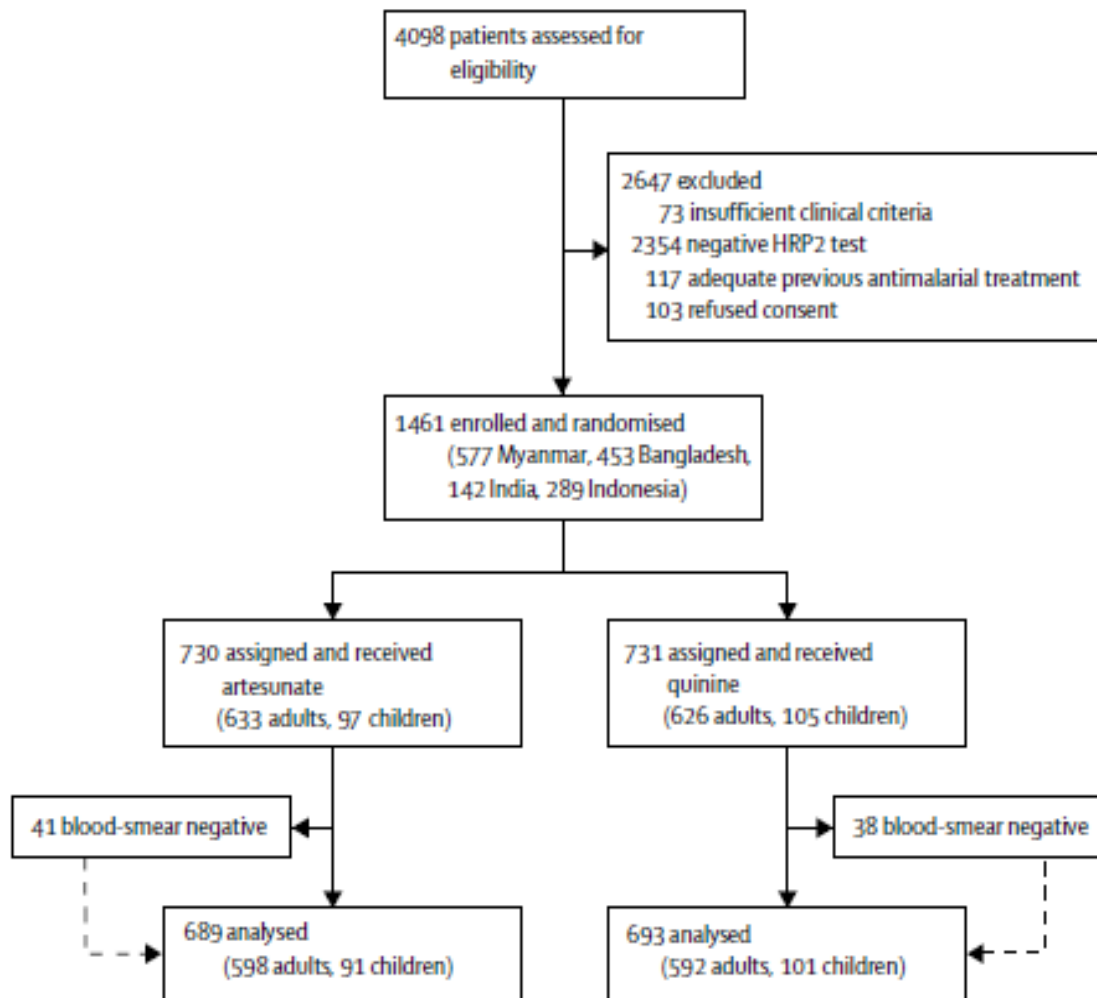 4098 patients assessed for
eligibility
2647 excluded
73 insufficient clinical criteria
2354 negative HRP2 test
117 adequate previous antimalarial treatment
103 refused consent
1461 enrolled and randomised
(577 Myanmar, 453 Bangladesh,
142 India, 289 Indonesia)
730 assigned and received
artesunate
(633 adults, 97 children)
731 assigned and received
quinine
(626 adults, 105 children)
41 blood-smear negative
38 blood-smear negative
689 analysed
(598 adults, 91 children)
693 analysed
(592 adults, 101 children)